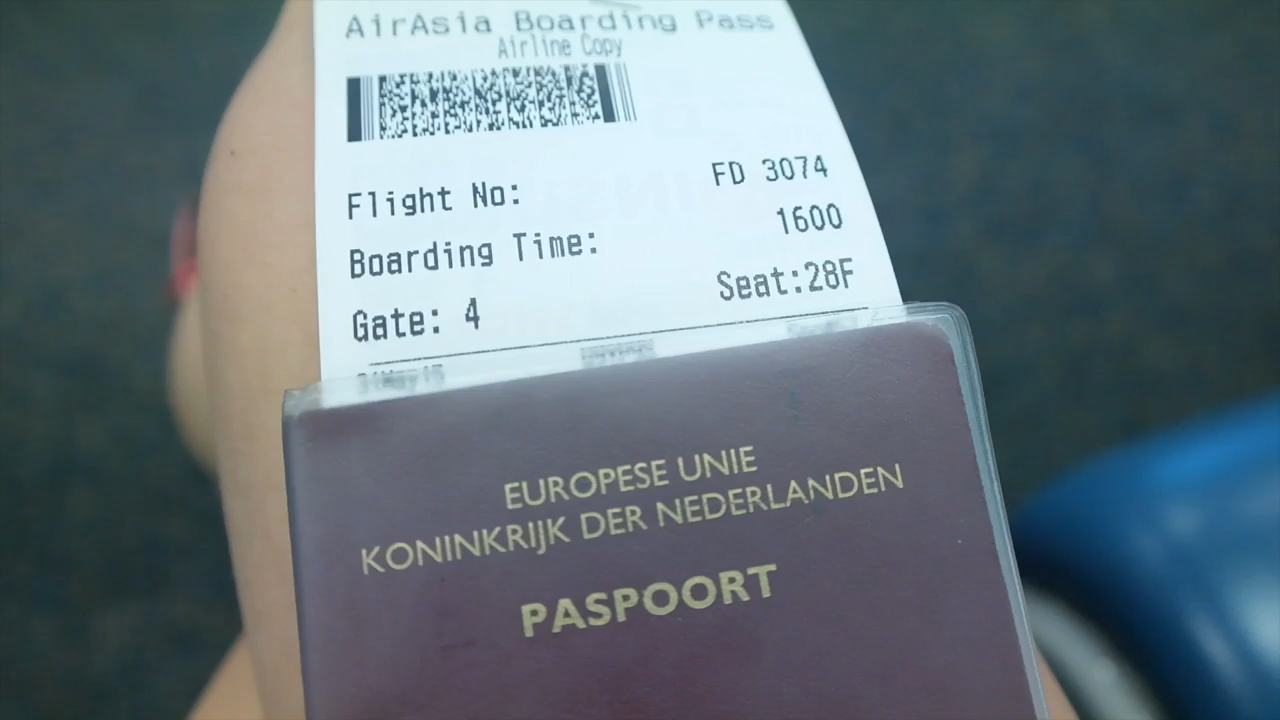 AirAsia Boarding Pass
Airline Copy
Flight No: FD 3074
Boarding Time: 1600
Gate: 4 Seat:28F
EUROPESE UNIE
KONINKRIJK DER NEDERLANDEN
PASPOORT